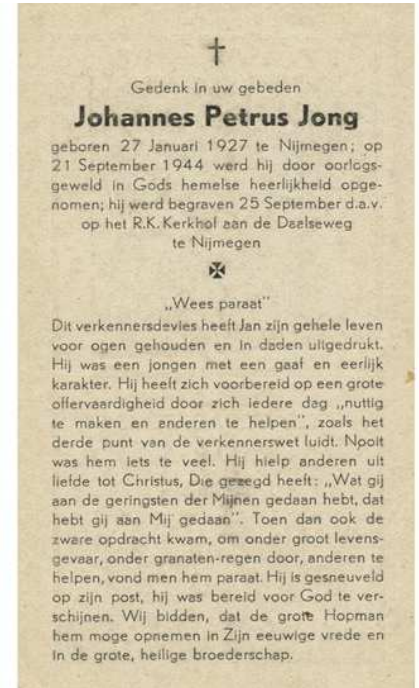 Gedenk in uw gebeden
Johannes Petrus Jong
geboren 27 Januari 1927 te Nijmegen; op
21 September 1944 werd hij door oorlogs-
geweld in Gods hemelse heerlijkheid opge-
nomen; hij werd begraven 25 September d.a.v.
op het R.K. Kerkhof aan de Daalseweg
te Nijmegen
„Wees paraat"
Dit verkennersdevies heeft Jan zijn gehele leven
voor ogen gehouden en in daden uitgedrukt.
Hij was een jongen met een gaaf en eerlijk
karakter. Hij heeft zich voorbereid op een grote
offervaardigheid door zich iedere dag „nuttig
te maken en anderen te helpen", zoals het
derde punt van de verkennerswet luidt. Nooit
was hem iets te veel. Hij hielp anderen uit
liefde tot Christus, Die gezegd heeft: „Wat gij
aan de geringsten der Mijnen gedaan hebt, dat
hebt gij aan Mij gedaan". Toen dan ook de
zware opdracht kwam, om onder groot levens-
gevaar, onder granaten-regen door, anderen te
helpen, vond men hem paraat. Hij is gesneuveld
op zijn post, hij was bereid voor God te ver-
schijnen. Wij bidden, dat de grote Hopman
hem moge opnemen in Zijn eeuwige vrede en
in de grote, heilige broederschap.